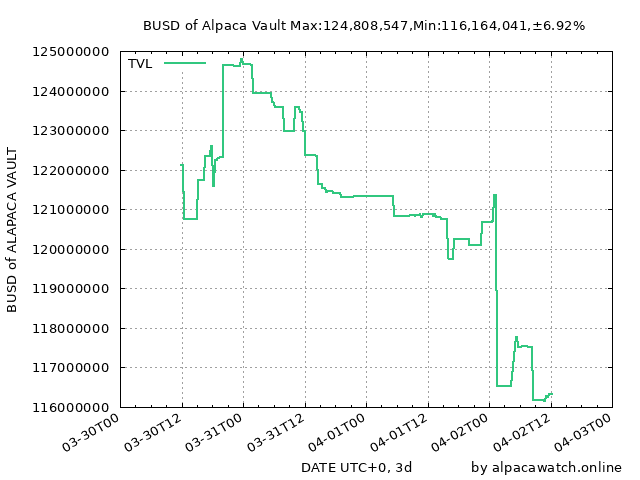 BUSD of Alpaca Vault Max:124,808,547,Min:116,164,041,±6.92%
TVL
BUSD of ALAPACA VAULT
125000000
124000000
123000000
122000000
121000000
120000000
119000000
118000000
117000000
116000000
03-30T00
03-30T12
03-31T00
03-31T12
04-01T00
04-01T12
04-02T00
04-02T12
04-03T00
DATE UTC+0, 3d
by alpacawatch.online